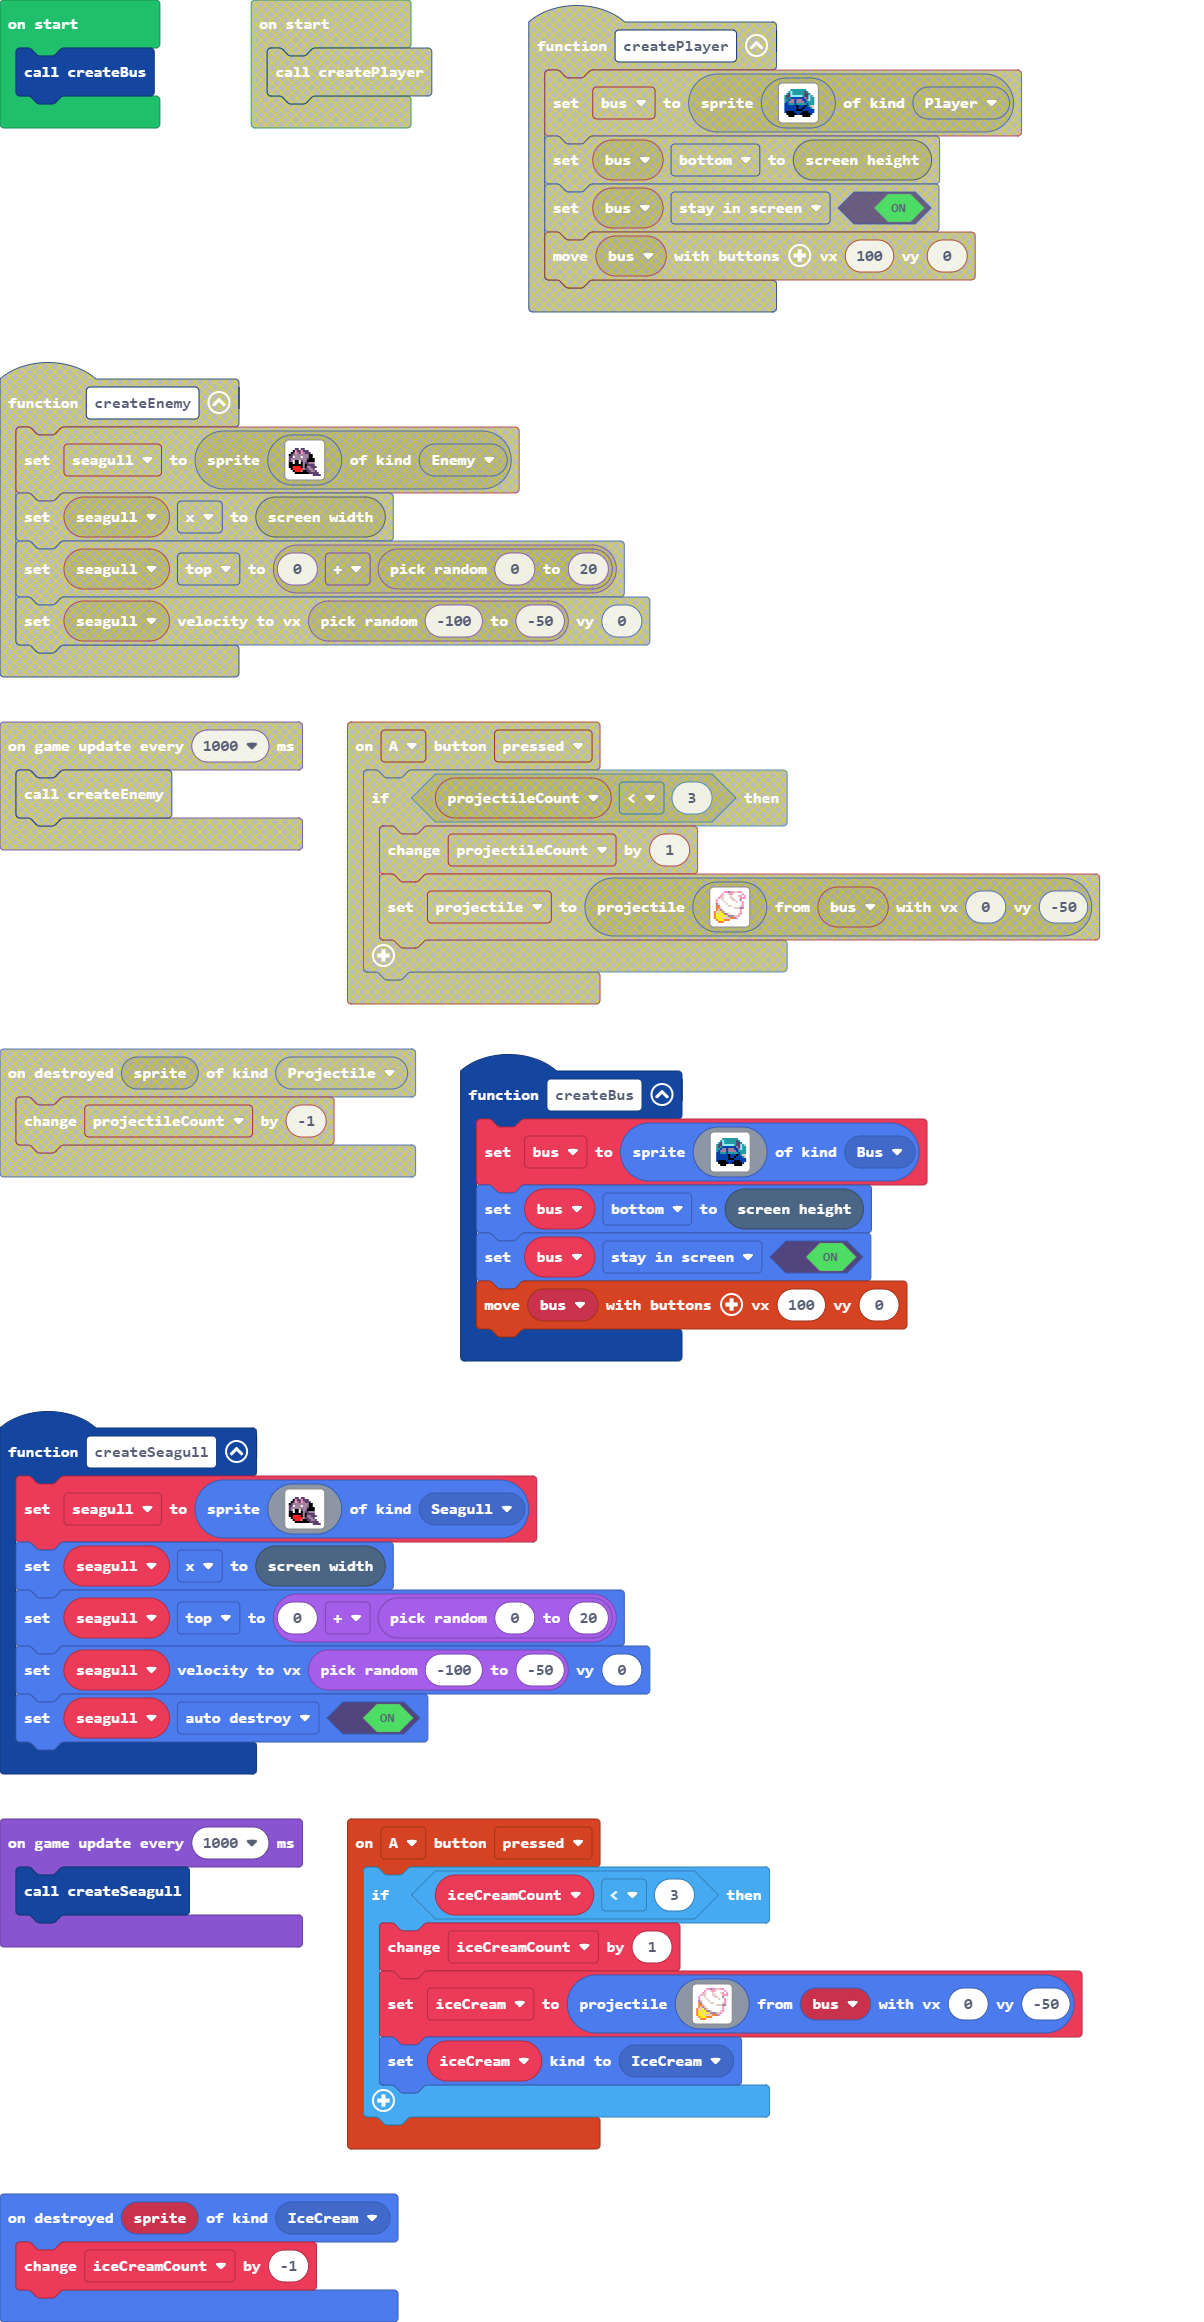 on start
call createBus
on start
call createPlayer
function createPlayer
set bus to sprite of kind Player
set bus bottom to screen height
set bus stay in screen ON
move bus with buttons vx 100 vy 0
function createEnemy
set seagull to sprite of kind Enemy
set seagull x to screen width
set seagull top to 0 + pick random 0 to 20
set seagull velocity to vx pick random -100 to -50 vy 0
on game update every 1000 ms
call createEnemy
on A button pressed
if projectileCount < 3 then
change projectileCount by 1
set projectile to projectile from bus with vx 0 vy -50
on destroyed sprite of kind Projectile
change projectileCount by -1
function createBus
set bus to sprite of kind Bus
set bus bottom to screen height
set bus stay in screen ON
move bus with buttons vx 100 vy 0
function createSeagull
set seagull to sprite of kind Seagull
set seagull x to screen width
set seagull top to 0 + pick random 0 to 20
set seagull velocity to vx pick random -100 to -50 vy 0
set seagull auto destroy ON
on game update every 1000 ms
call createSeagull
on A button pressed
if iceCreamCount < 3 then
change iceCreamCount by 1
set iceCream to projectile from bus with vx 0 vy -50
set iceCream kind to IceCream
on destroyed sprite of kind IceCream
change iceCreamCount by -1